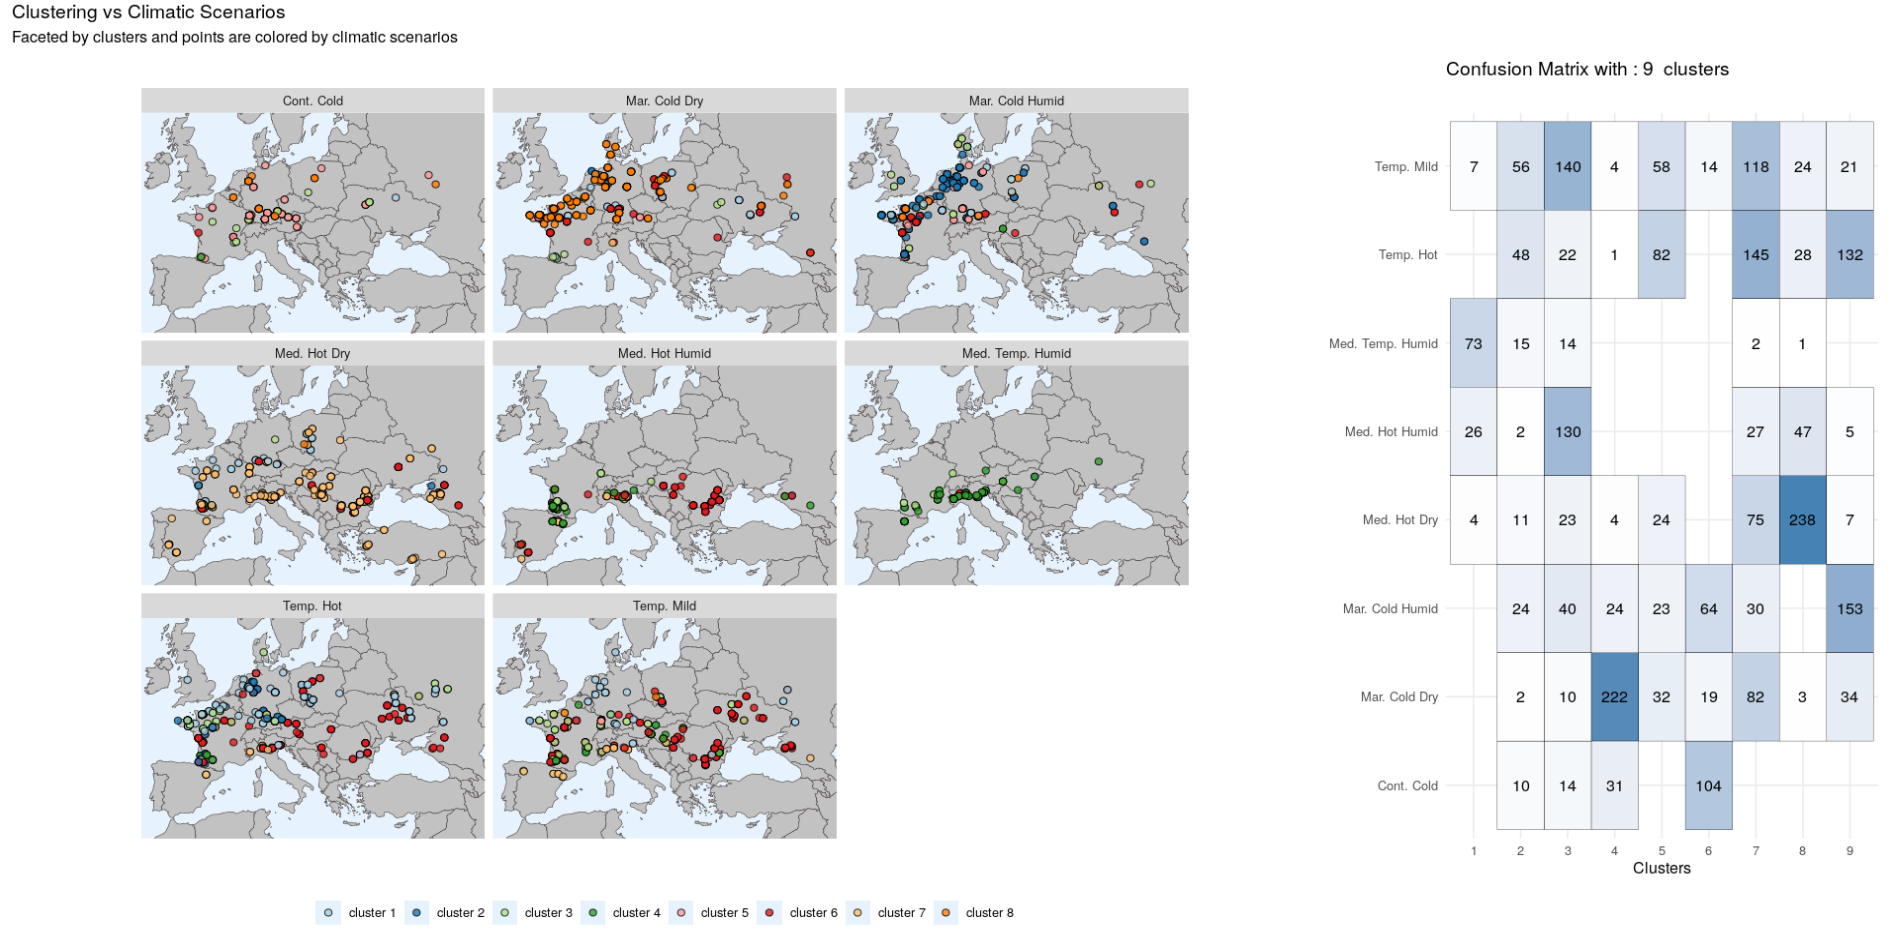 Clustering vs Climatic Scenarios
Faceted by clusters and points are colored by climatic scenarios
Cont. Cold
Mar. Cold Dry
Mar. Cold Humid
Med. Hot Dry
Med. Hot Humid
Med. Temp. Humid
Temp. Hot
Temp. Mild
cluster 1 cluster 2 cluster 3 cluster 4 cluster 5 cluster 6 cluster 7 cluster 8
Confusion Matrix with : 9 clusters
Temp. Mild 7 56 140 4 58 14 118 24 21
Temp. Hot 48 22 1 82 145 28 132
Med. Temp. Humid 73 15 14 2 1
Med. Hot Humid 26 2 130 27 47 5
Med. Hot Dry 4 11 23 4 24 75 238 7
Mar. Cold Humid 24 40 24 23 64 30 153
Mar. Cold Dry 2 10 222 32 19 82 3 34
Cont. Cold 10 14 31 104
1 2 3 4 5 6 7 8 9
Clusters